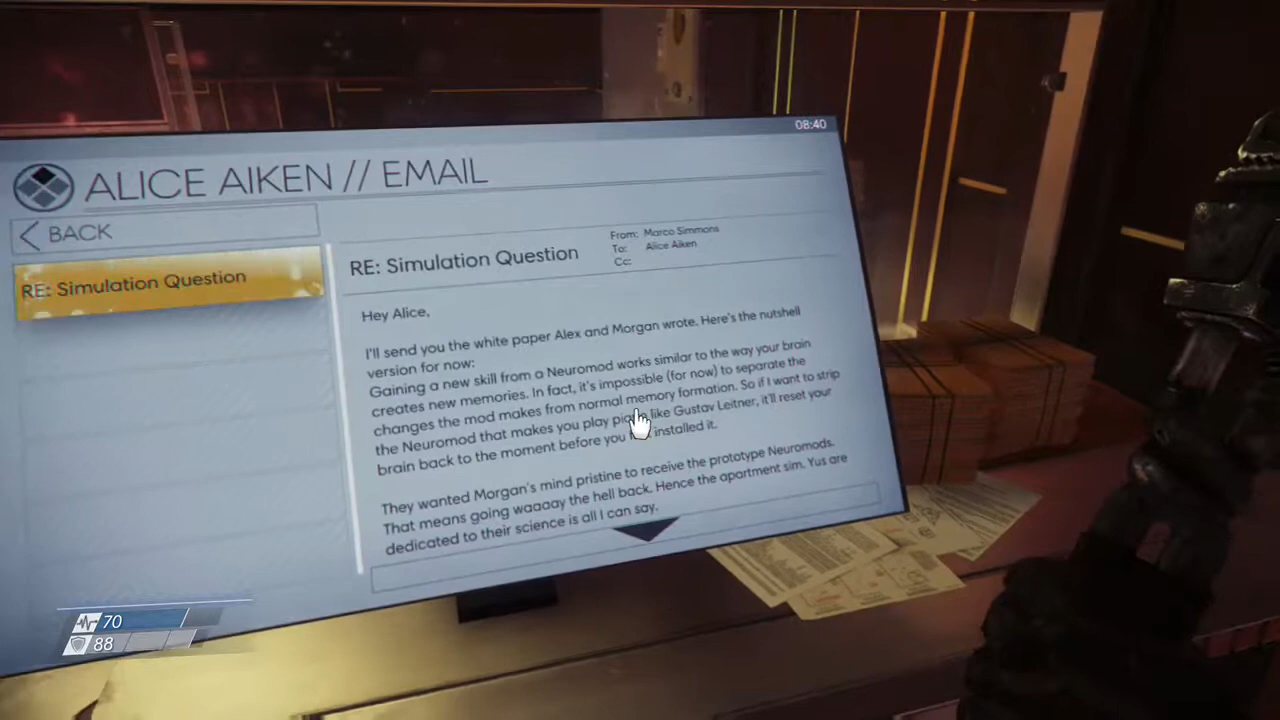 08:40
ALICE AIKEN // EMAIL
BACK
RE: Simulation Question
RE: Simulation Question
From: Marco Simmons
To: Alice Aiken
Cc:
Hey Alice,
I'll send you the white paper Alex and Morgan wrote. Here's the nutshell
version for now:
Gaining a new skill from a Neuromod works similar to the way your brain
creates new memories. In fact, it's impossible (for now) to separate the
changes the mod makes from normal memory formation. So if I want to strip
the Neuromod that makes you play like Gustav Leitner, it'll reset your
brain back to the moment before you installed it.
They wanted Morgan's mind pristine to receive the prototype Neuromods.
That means going waaaay the hell back. Hence the apartment sim. Yus are
dedicated to their science is all I can say.
70
88